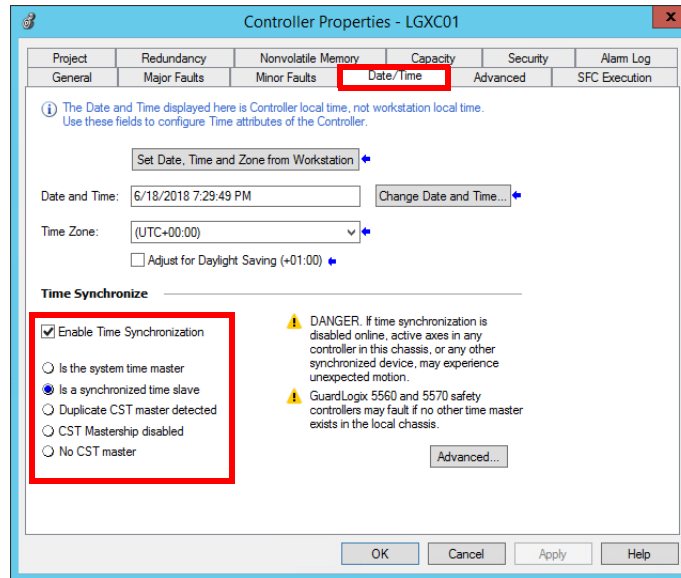 Controller Properties - LGXC01
x
Project Redundancy Nonvolatile Memory Capacity Security Alarm Log
General Major Faults Minor Faults Date/Time Advanced SFC Execution
The Date and Time displayed here is Controller local time, not workstation local time.
Use these fields to configure Time attributes of the Controller.
Set Date, Time and Zone from Workstation
Date and Time: 6/18/2018 7:29:49 PM Change Date and Time...
Time Zone: (UTC+00:00)
Adjust for Daylight Saving (+01:00)
Time Synchronize
Enable Time Synchronization
Is the system time master
Is a synchronized time slave
Duplicate CST master detected
CST Mastership disabled
No CST master
DANGER. If time synchronization is
disabled online, active axes in any
controller in this chassis, or any other
synchronized device, may experience
unexpected motion.
GuardLogix 5560 and 5570 safety
controllers may fault if no other time master
exists in the local chassis.
Advanced...
OK Cancel Apply Help